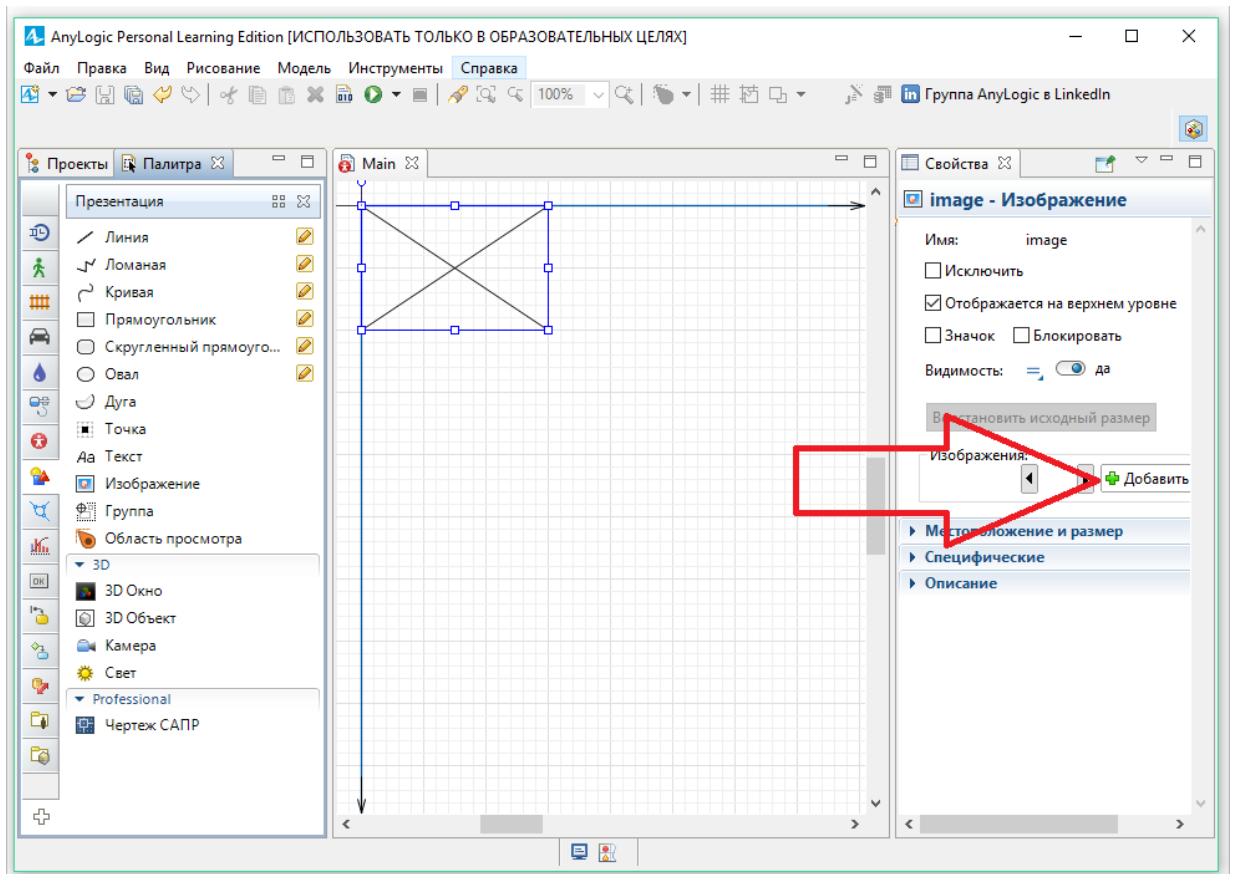 AnyLogic Personal Learning Edition [ИСПОЛЬЗОВАТЬ ТОЛЬКО В ОБРАЗОВАТЕЛЬНЫХ ЦЕЛЯХ]
Файл Правка Вид Рисование Модель Инструменты Справка
100% in Группа AnyLogic в LinkedIn
Проекты Палитра
Презентация
Линия
Ломаная
Кривая
Прямоугольник
Скругленный прямоуго...
Овал
Дуга
Точка
Aa Текст
Изображение
Группа
Область просмотра
3D
3D Окно
3D Объект
Камера
Свет
Professional
Чертеж САПР
OK
Main
Свойства
image - Изображение
Имя: image
Исключить
Отображается на верхнем уровне
Значок Блокировать
Видимость: = да
Восстановить исходный размер
Изображения:
Добавить
Местоположение и размер
Специфические
Описание